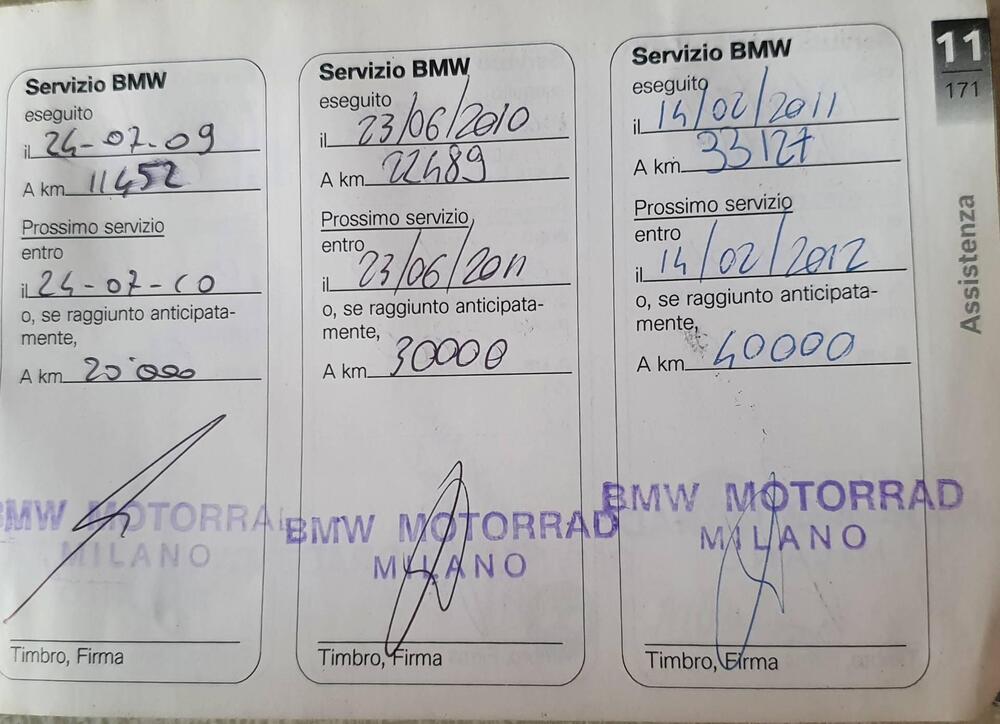 Servizio BMW
eseguito
il 24-07-09
A km 11452
Prossimo servizio
entro
il 24-07-10
o, se raggiunto anticipata-
mente,
A km 20'000
BMW MOTORRA
MILANO
Timbro, Firma
Servizio BMW
eseguito
il 23/06/2010
A km 22489
Prossimo servizio
entro
il 23/06/2011
o, se raggiunto anticipata-
mente,
A km 30000
BMW MOTORRAD
MILANO
Timbro, Firma
Servizio BMW
eseguito
il 14/02/2011
A km 33127
Prossimo servizio
entro
il 14/02/2012
o, se raggiunto anticipata-
mente,
A km 40000
BMW MOTORRAD
MILANO
Timbro, Firma
11
171
Assistenza